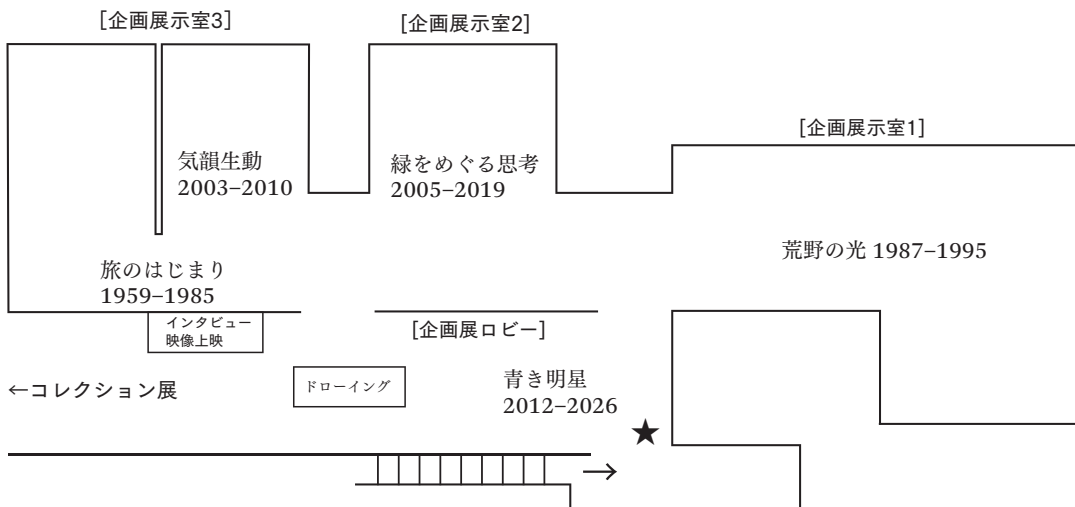 [企画展示室3]
[企画展示室2]
[企画展示室1]
気韻生動
2003–2010
緑をめぐる思考
2005–2019
荒野の光 1987–1995
旅のはじまり
1959–1985
インタビュー
映像上映
[企画展ロビー]
←コレクション展
ドローイング
青き明星
2012–2026
★
→